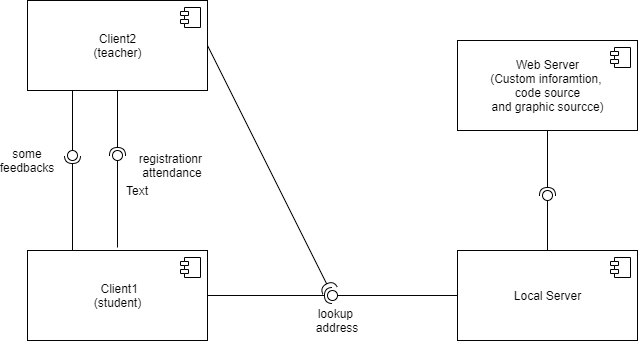 Client2
(teacher)
Web Server
(Custom inforamtion,
code source
and graphic sourcce)
some
feedbacks
registrationr
attendance
Text
Client1
(student)
Local Server
lookup
address